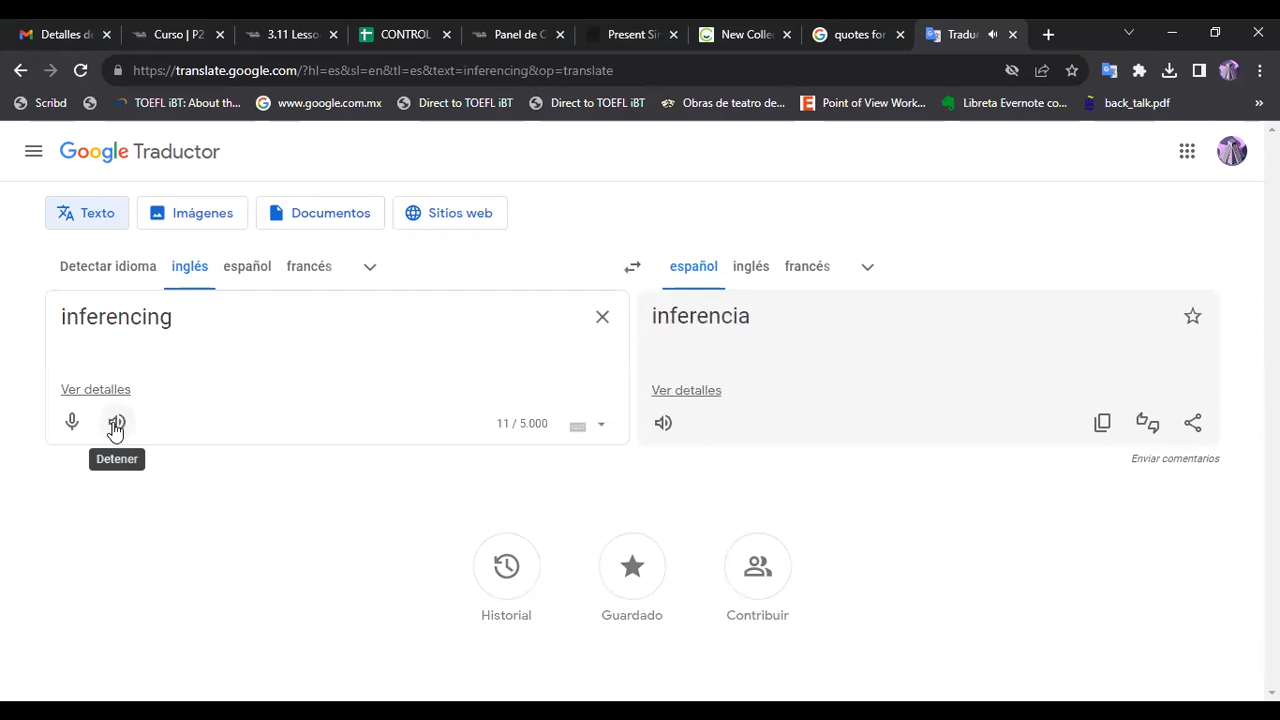 Detalles de
Curso | P2
3.11 Lesso
CONTROL
Panel de C
Present Sir
New Collec
quotes for
Tradu
https://translate.google.com/?hl=es&sl=en&tl=es&text=inferencing&op=translate
Scribd
TOEFL iBT: About th...
www.google.com.mx
Direct to TOEFL iBT
Direct to TOEFL iBT
Obras de teatro de...
Point of View Work...
Libreta Evernote co...
back_talk.pdf
»
Google Traductor
Texto
Imágenes
Documentos
Sitios web
Detectar idioma inglés español francés
español inglés francés
inferencing
inferencia
Ver detalles
Ver detalles
11 / 5.000
Detener
Enviar comentarios
Historial
Guardado
Contribuir